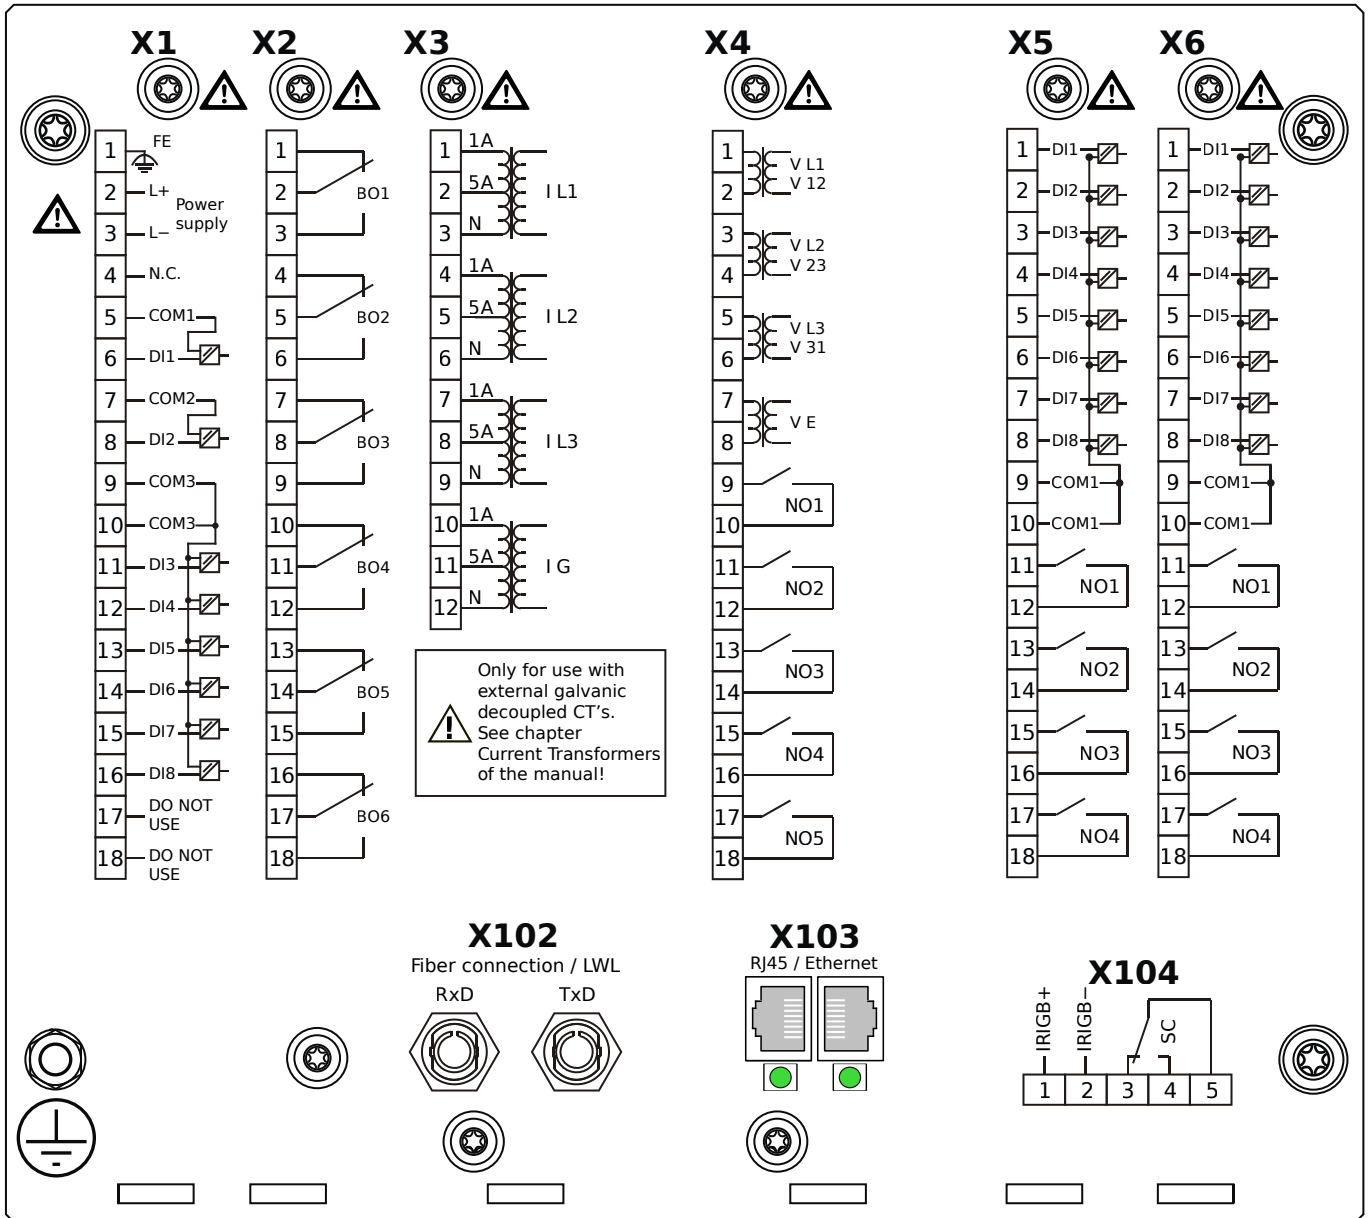 X1
1
FE
2
L+
Power
supply
3
L−
4
N.C.
5
COM1
6
DI1
7
COM2
8
DI2
9
COM3
10
COM3
11
DI3
12
DI4
13
DI5
14
DI6
15
DI7
16
DI8
17
DO NOT
USE
18
DO NOT
USE
X2
1
2
BO1
3
4
5
BO2
6
7
8
BO3
9
10
11
BO4
12
13
14
BO5
15
16
17
BO6
18
X3
1
1A
2
5A
I L1
3
N
4
1A
5
5A
I L2
6
N
7
1A
8
5A
I L3
9
N
10
1A
11
5A
I G
12
N
!
Only for use with
external galvanic
decoupled CT's.
See chapter
Current Transformers
of the manual!
X4
1
V L1
V 12
2
3
V L2
V 23
4
5
V L3
V 31
6
7
V E
8
9
NO1
10
11
NO2
12
13
NO3
14
15
NO4
16
17
NO5
18
X5
1
DI1
2
DI2
3
DI3
4
DI4
5
DI5
6
DI6
7
DI7
8
DI8
9
COM1
10
COM1
11
NO1
12
13
NO2
14
15
NO3
16
17
NO4
18
X6
1
DI1
2
DI2
3
DI3
4
DI4
5
DI5
6
DI6
7
DI7
8
DI8
9
COM1
10
COM1
11
NO1
12
13
NO2
14
15
NO3
16
17
NO4
18
X102
Fiber connection / LWL
RxD
TxD
X103
RJ45 / Ethernet
X104
IRIGB+
IRIGB−
SC
1
2
3
4
5